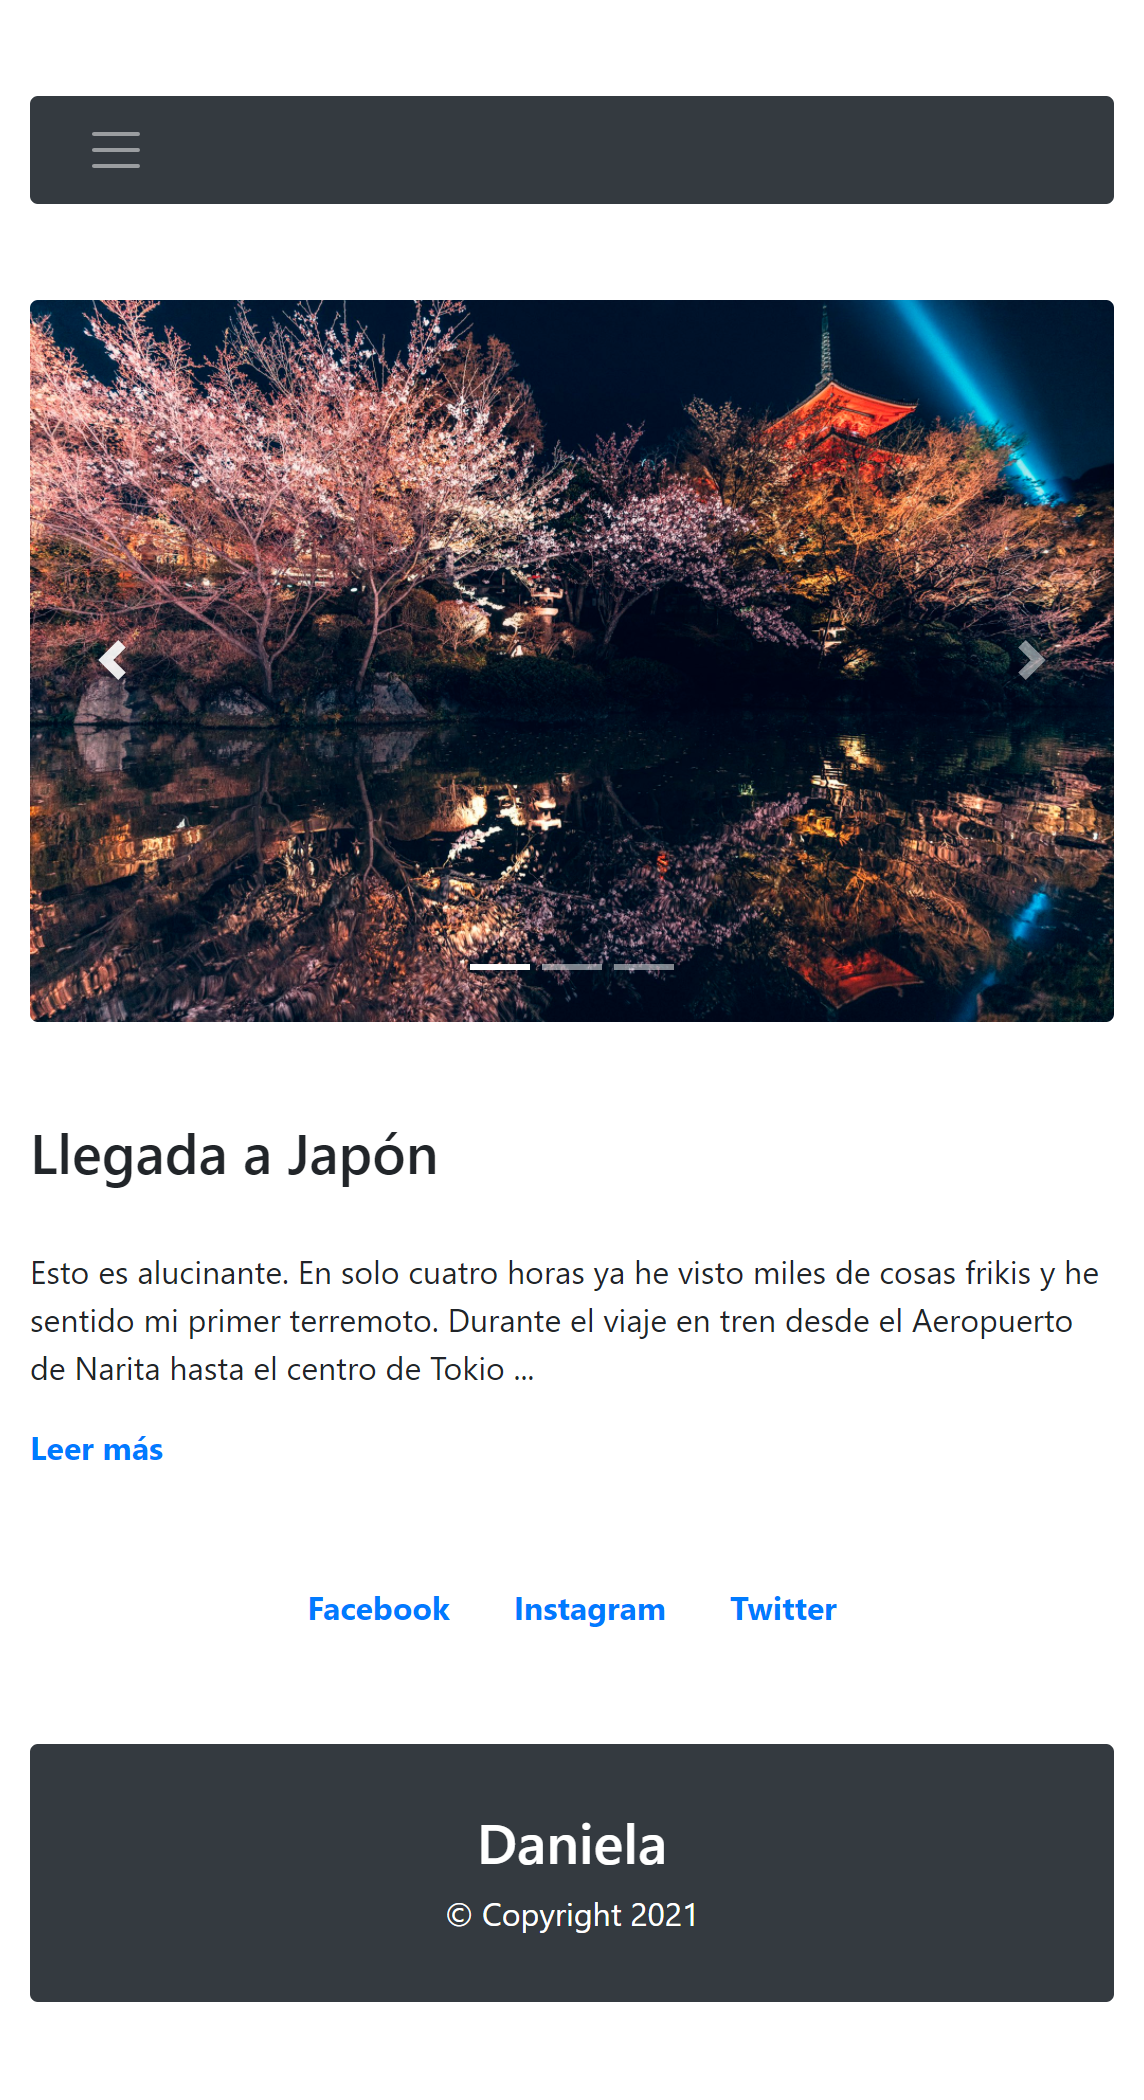 Llegada a Japón
Esto es alucinante. En solo cuatro horas ya he visto miles de cosas frikis y he
sentido mi primer terremoto. Durante el viaje en tren desde el Aeropuerto
de Narita hasta el centro de Tokio ...
Leer más
Facebook Instagram Twitter
Daniela
© Copyright 2021